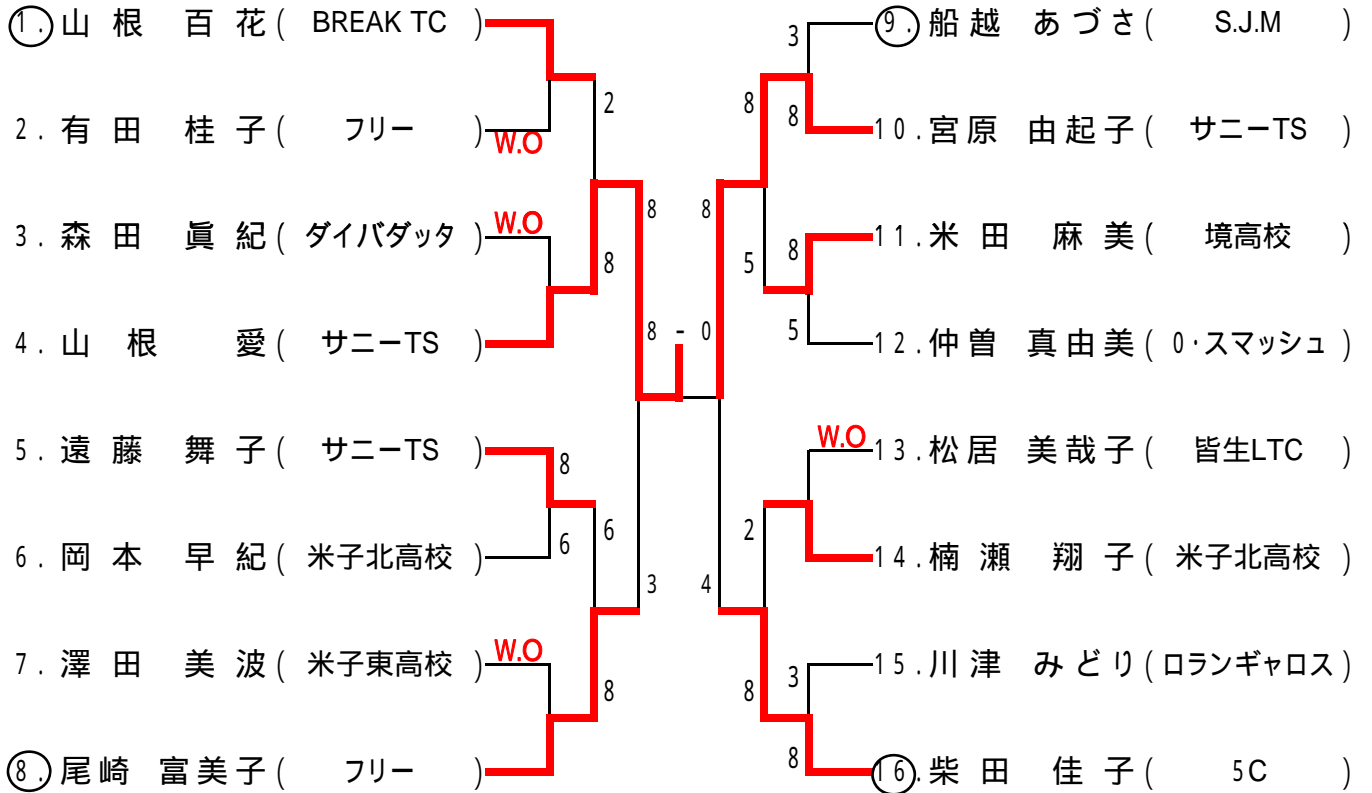 1. 山根 百花 ( BREAK TC )
2. 有田 桂子 ( フリー ) W.O
2
3. 森田 眞紀 ( ダイバダッタ ) W.O
8
8
4. 山根 愛 ( サニーTS )
5. 遠藤 舞子 ( サニーTS ) 8
6. 岡本 早紀 ( 米子北高校 ) 6
6
3
7. 澤田 美波 ( 米子東高校 ) W.O
8
8. 尾崎 富美子 ( フリー )
8 - 0
3 9. 船越 あづさ ( S.J.M )
8
8 10. 宮原 由起子 ( サニーTS )
8
5
8 11. 米田 麻美 ( 境高校 )
5 12. 仲曽 真由美 ( O・スマッシュ )
W.O 13. 松居 美哉子 ( 皆生LTC )
2
14. 楠瀬 翔子 ( 米子北高校 )
4
8
3 15. 川津 みどり ( ロランギャロス )
8 16. 柴田 佳子 ( 5C )